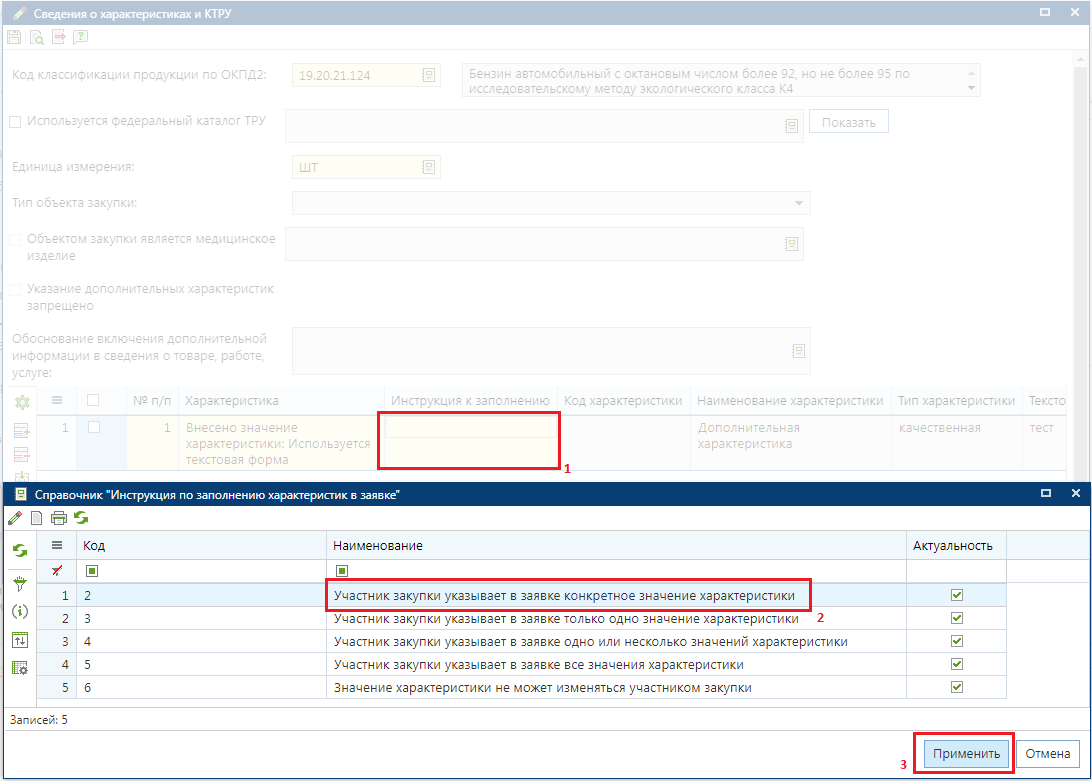 Сведения о характеристиках и КТРУ
Код классификации продукции по ОКПД2:
19.20.21.124
Бензин автомобильный с октановым числом более 92, но не более 95 по
исследовательскому методу экологического класса К4
Используется федеральный каталог ТРУ
Показать
Единица измерения:
ШТ
Тип объекта закупки:
Объектом закупки является медицинское
изделие
Указание дополнительных характеристик
запрещено
Обоснование включения дополнительной
информации в сведения о товаре, работе,
услуге:
№ п/п Характеристика Инструкция к заполнению Код характеристики Наименование характеристики Тип характеристики Тексто
1 1 Внесено значение Дополнительная качественная тест
характеристики: Используется характеристика
текстовая форма
1
Справочник "Инструкция по заполнению характеристик в заявке"
Код Наименование Актуальность
1 2 Участник закупки указывает в заявке конкретное значение характеристики
2
2 3 Участник закупки указывает в заявке только одно значение характеристики
3 4 Участник закупки указывает в заявке одно или несколько значений характеристики
4 5 Участник закупки указывает в заявке все значения характеристики
5 6 Значение характеристики не может изменяться участником закупки
Записей: 5
3 Применить Отмена